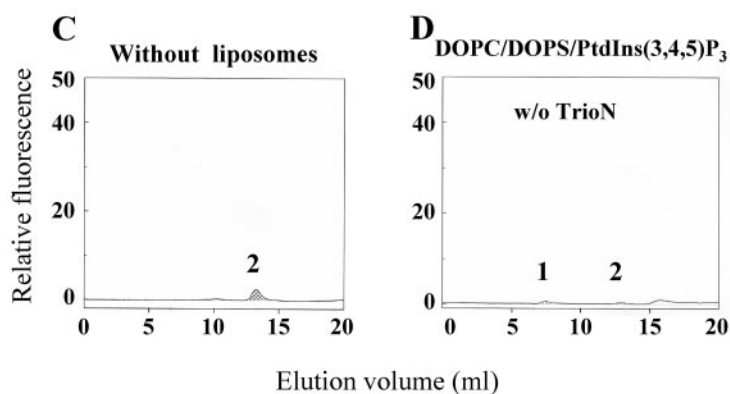 C
Without liposomes
50
40
20
0
2
0 5 10 15 20
D
DOPC/DOPS/PtdIns(3,4,5)P₃
w/o TrioN
50
40
20
0
1 2
0 5 10 15 20
Relative fluorescence
Elution volume (ml)